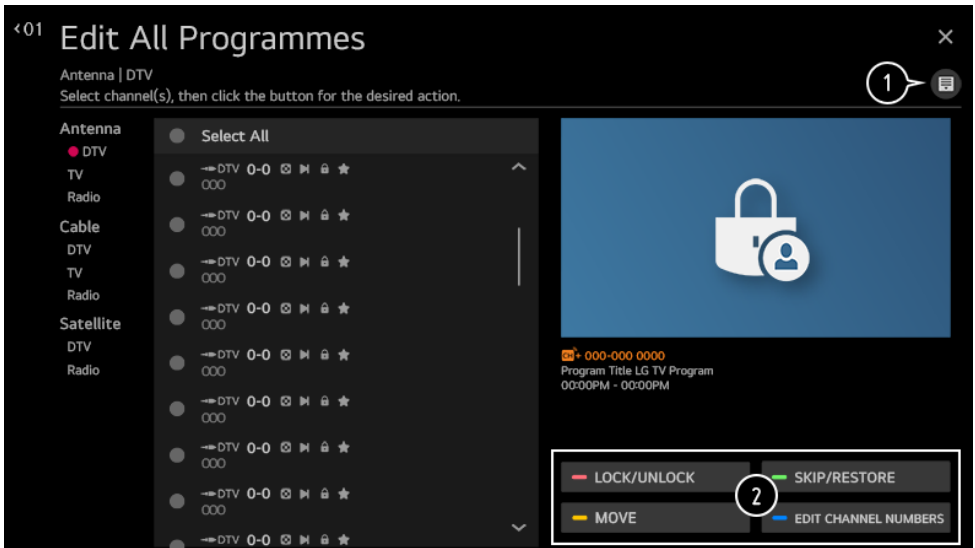 <01 Edit All Programmes
Antenna | DTV
Select channel(s), then click the button for the desired action.
1
Antenna
DTV
TV
Radio
Cable
DTV
TV
Radio
Satellite
DTV
Radio
Select All
DTV 0-0
000
DTV 0-0
000
DTV 0-0
000
DTV 0-0
000
DTV 0-0
000
DTV 0-0
000
DTV 0-0
000
DTV 0-0
000
DTV 0-0
CH + 000-000 0000
Program Title LG TV Program
00:00PM - 00:00PM
LOCK/UNLOCK
SKIP/RESTORE
2
MOVE
EDIT CHANNEL NUMBERS